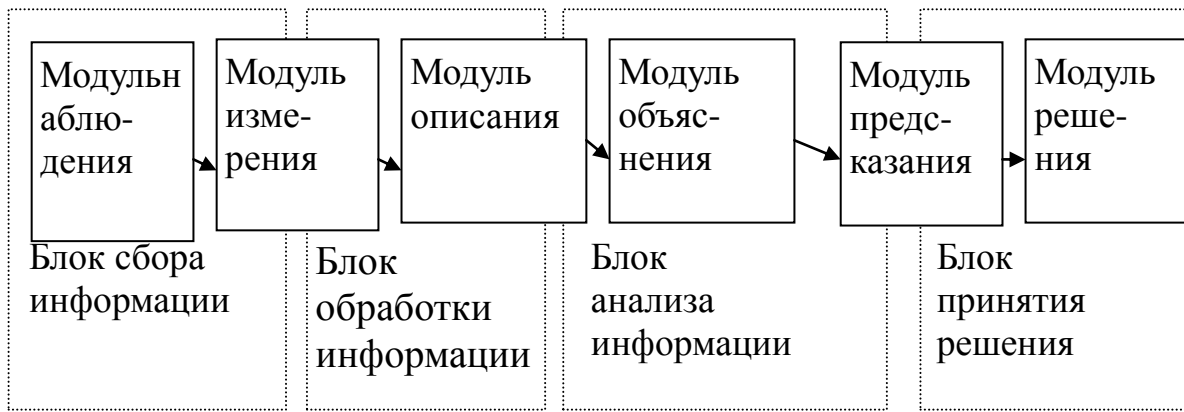 Модульн
аблю-
дения
Модуль
изме-
рения
Модуль
описания
Модуль
объяс-
нения
Модуль
предс-
казания
Модуль
реше-
ния
Блок сбора
информации
Блок
обработки
информации
Блок
анализа
информации
Блок
принятия
решения